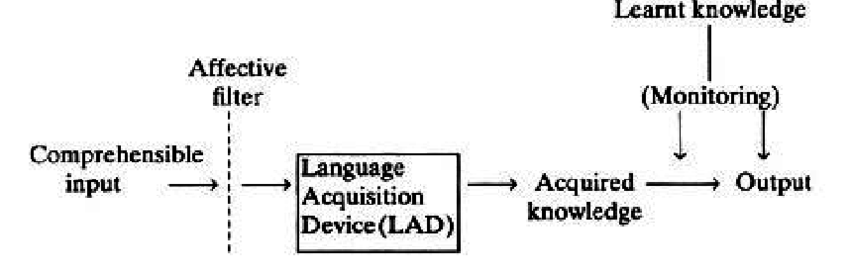 Learnt knowledge
Affective
filter
(Monitoring)
Comprehensible
input
Language
Acquisition
Device(LAD)
Acquired
knowledge
Output